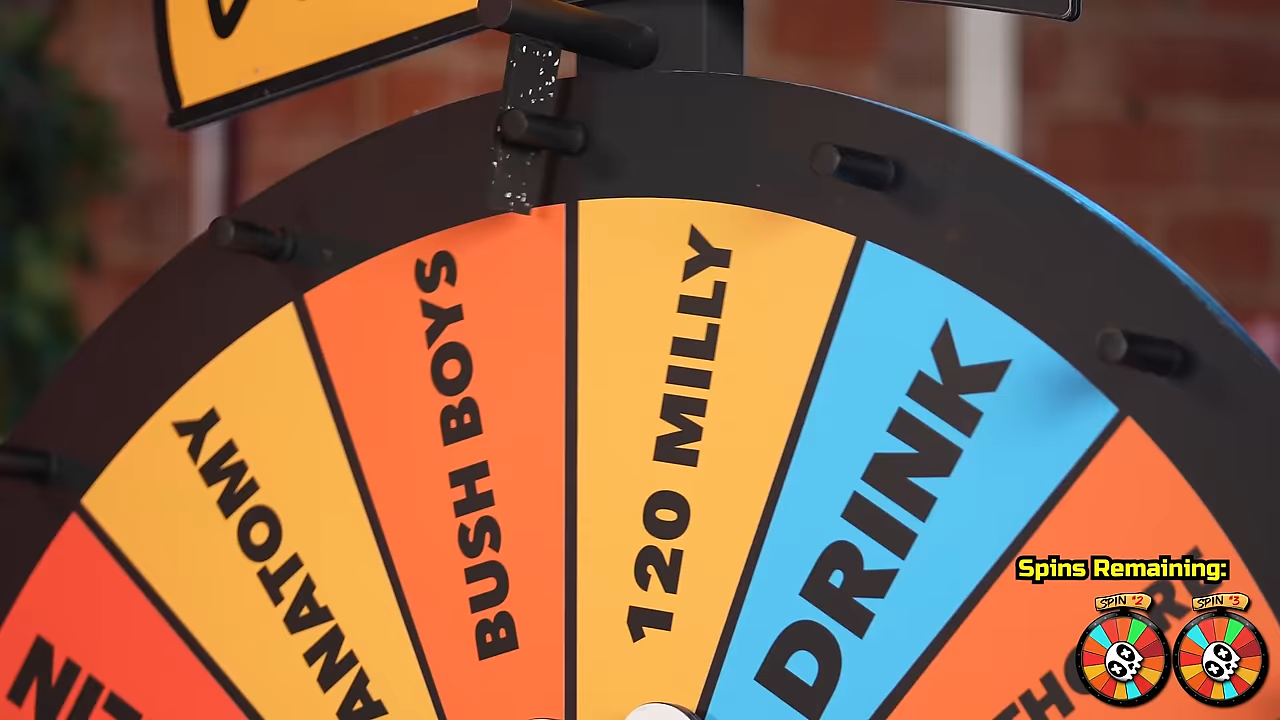 ANATOMY
BUSH BOYS
120 MILLY
DRINK
Spins Remaining:
SPIN #2
SPIN #3